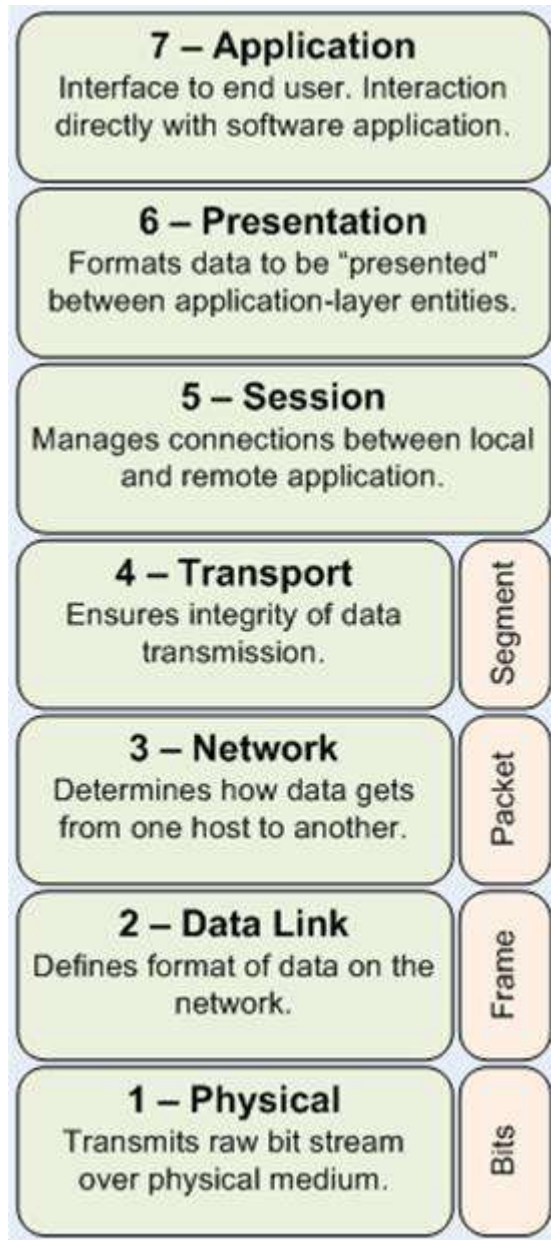 7 – Application
Interface to end user. Interaction
directly with software application.
6 – Presentation
Formats data to be “presented”
between application-layer entities.
5 – Session
Manages connections between local
and remote application.
4 – Transport
Ensures integrity of data
transmission.
Segment
3 – Network
Determines how data gets
from one host to another.
Packet
2 – Data Link
Defines format of data on the
network.
Frame
1 – Physical
Transmits raw bit stream
over physical medium.
Bits